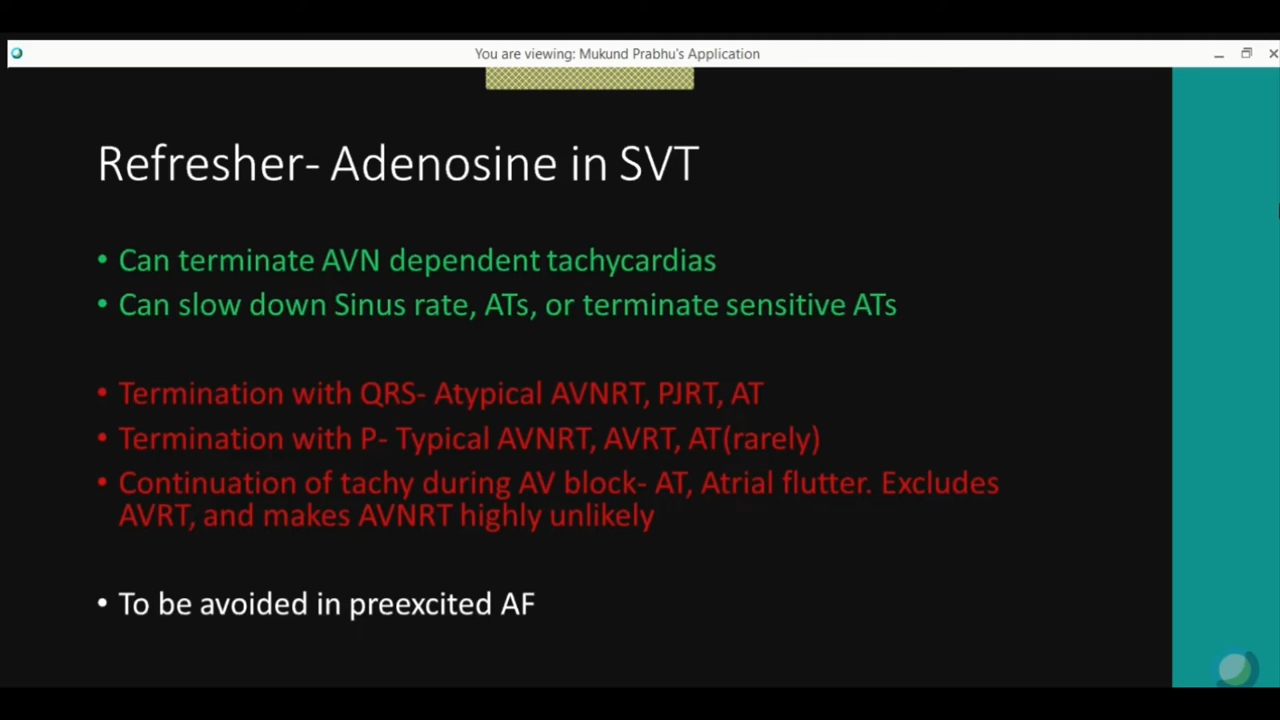 You are viewing: Mukund Prabhu's Application
Refresher- Adenosine in SVT
• Can terminate AVN dependent tachycardias
• Can slow down Sinus rate, ATs, or terminate sensitive ATs
• Termination with QRS- Atypical AVNRT, PJRT, AT
• Termination with P- Typical AVNRT, AVRT, AT(rarely)
• Continuation of tachy during AV block- AT, Atrial flutter. Excludes
AVRT, and makes AVNRT highly unlikely
• To be avoided in preexcited AF